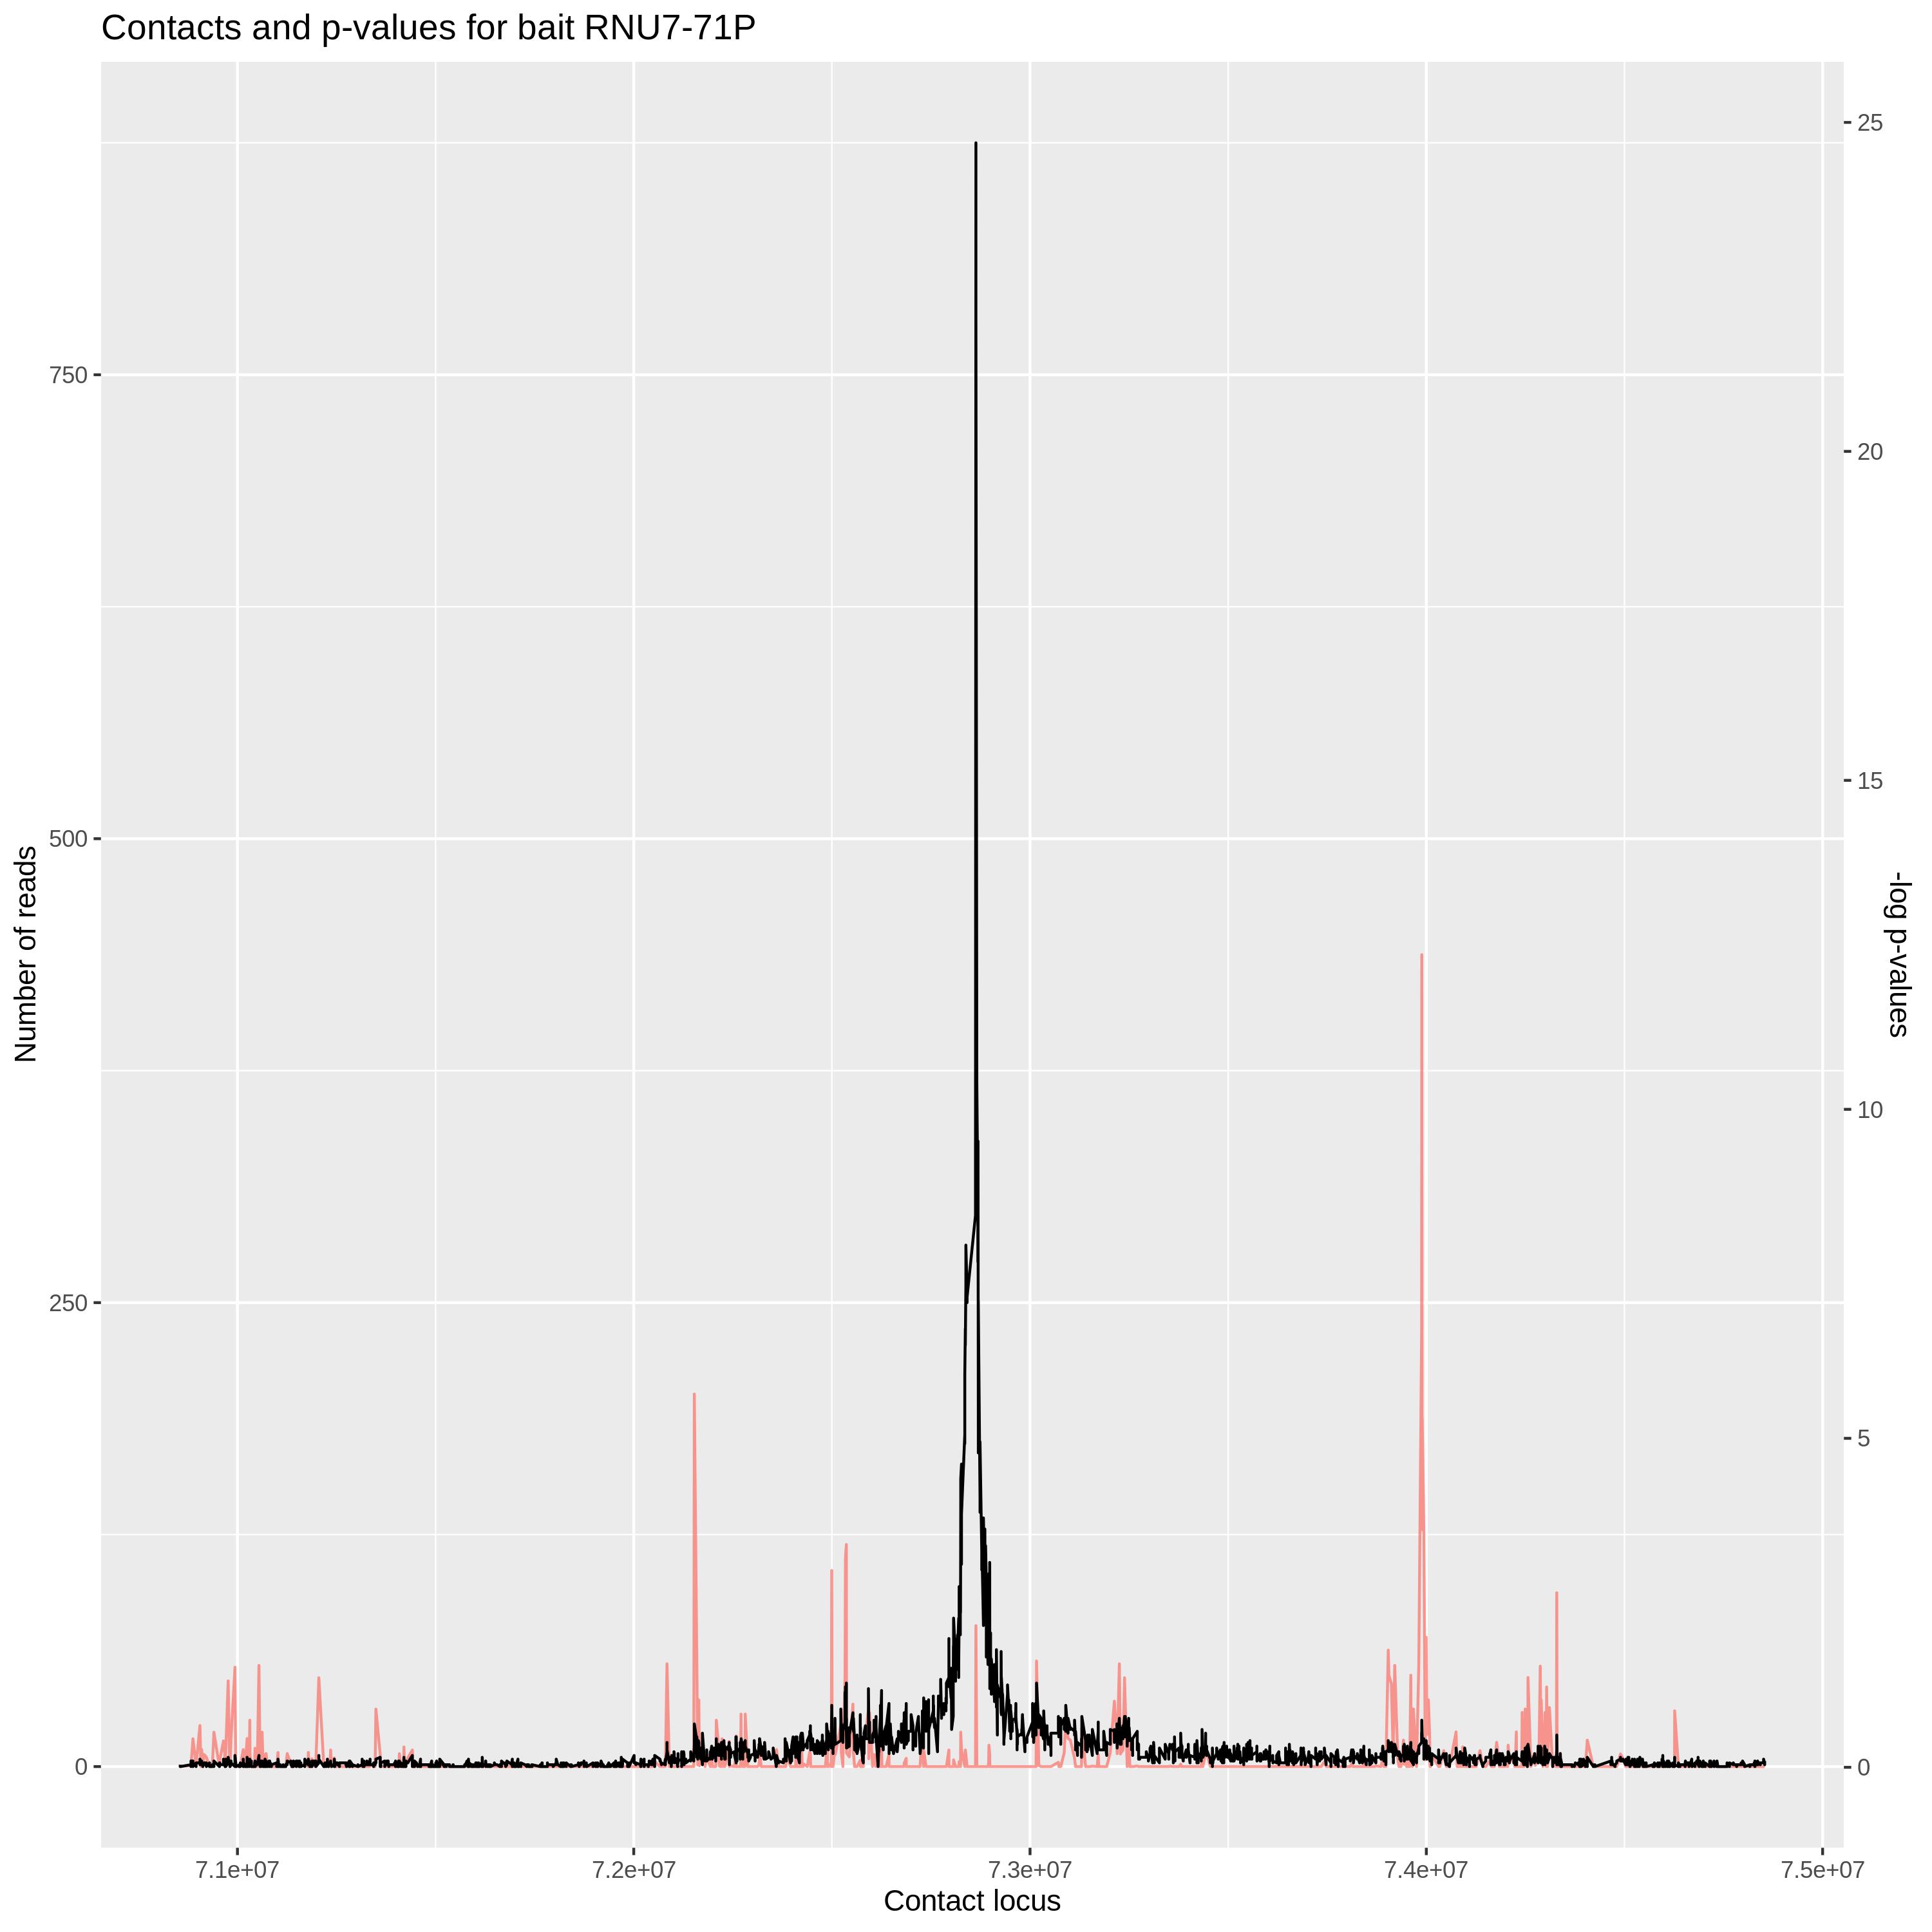 Contacts and p-values for bait RNU7-71P
Number of reads
750
500
250
0
25
20
15
10
5
0
-log p-values
7.1e+07 7.2e+07 7.3e+07 7.4e+07 7.5e+07
Contact locus